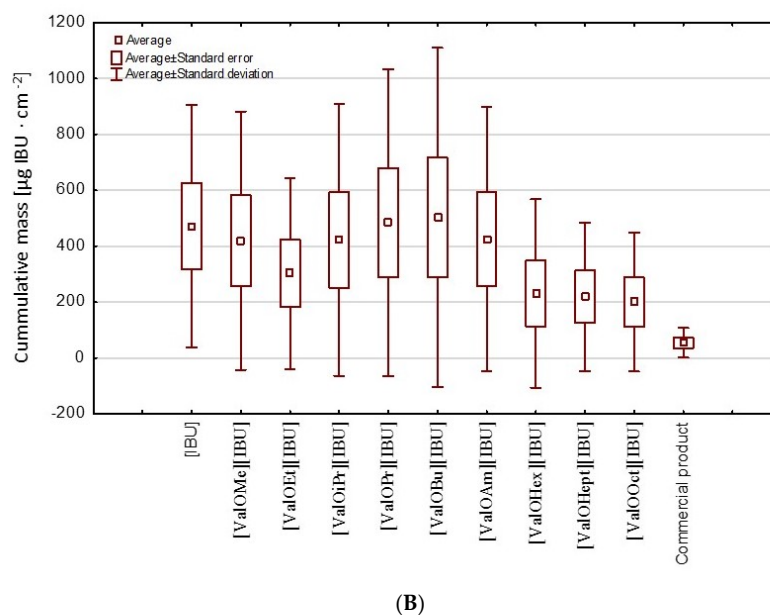 Average
Average±Standard error
Average±Standard deviation
1200
1000
800
600
400
200
0
-200
Cummulative mass [µg IBU · cm⁻²]
[IBU]
[ValOMe][IBU]
[ValOEt][IBU]
[ValOiPr][IBU]
[ValOPr][IBU]
[ValOBu][IBU]
[ValOAm][IBU]
[ValOHex][IBU]
[ValOHept][IBU]
[ValOOct][IBU]
Commercial product
(B)